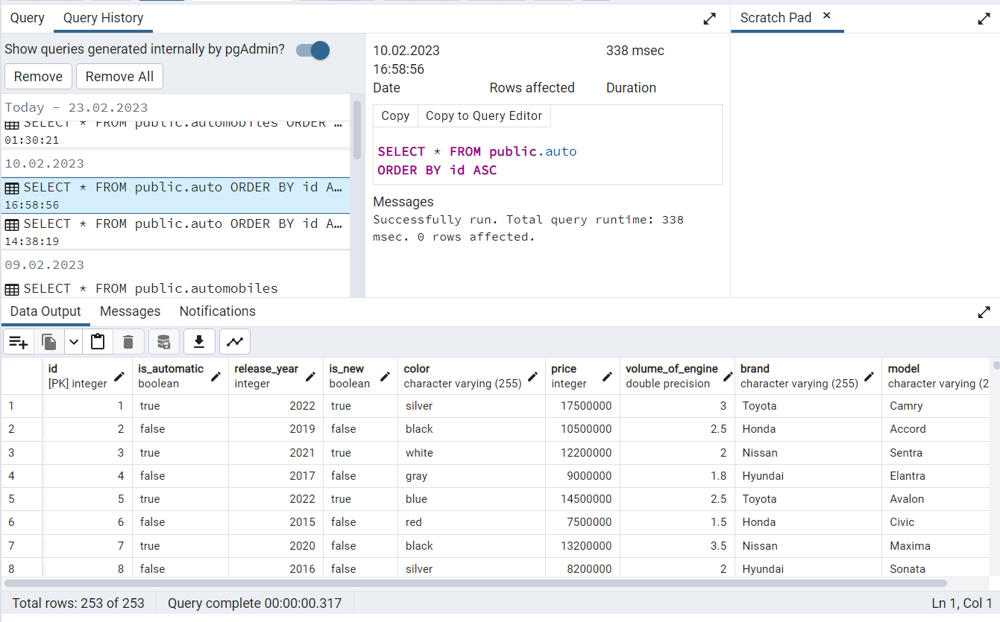 Query Query History Scratch Pad ×
Show queries generated internally by pgAdmin?
Remove Remove All
Today - 23.02.2023
SELECT * FROM public.automobiles ORDER …
01:30:21
10.02.2023
SELECT * FROM public.auto ORDER BY id A…
16:58:56
SELECT * FROM public.auto ORDER BY id A…
14:38:19
09.02.2023
SELECT * FROM public.automobiles
10.02.2023 338 msec
16:58:56
Date Rows affected Duration
Copy Copy to Query Editor
SELECT * FROM public.auto
ORDER BY id ASC
Messages
Successfully run. Total query runtime: 338
msec. 0 rows affected.
Data Output Messages Notifications
id is_automatic release_year is_new color price volume_of_engine brand model
[PK] integer boolean integer boolean character varying (255) integer double precision character varying (255) character varying (2
1 1 true 2022 true silver 17500000 3 Toyota Camry
2 2 false 2019 false black 10500000 2.5 Honda Accord
3 3 true 2021 true white 12200000 2 Nissan Sentra
4 4 false 2017 false gray 9000000 1.8 Hyundai Elantra
5 5 true 2022 true blue 14500000 2.5 Toyota Avalon
6 6 false 2015 false red 7500000 1.5 Honda Civic
7 7 true 2020 false black 13200000 3.5 Nissan Maxima
8 8 false 2016 false silver 8200000 2 Hyundai Sonata
Total rows: 253 of 253 Query complete 00:00:00.317 Ln 1, Col 1